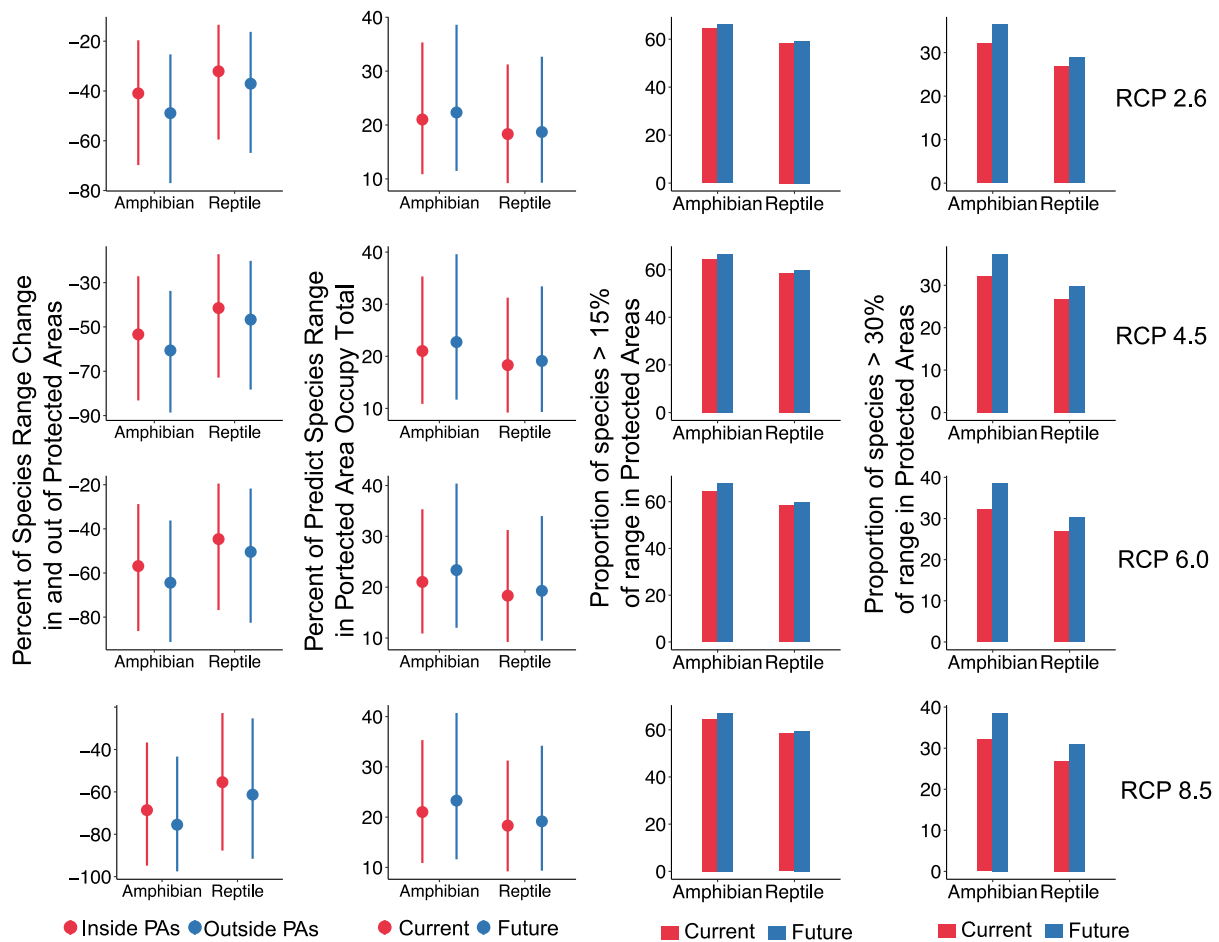 −20
−40
−60
−80
Amphibian Reptile
40
30
20
10
Amphibian Reptile
60
40
20
0
Amphibian Reptile
30
20
10
0
Amphibian Reptile
RCP 2.6
−30
−50
−70
−90
Amphibian Reptile
40
30
20
10
Amphibian Reptile
60
40
20
0
Amphibian Reptile
30
20
10
0
Amphibian Reptile
RCP 4.5
−20
−40
−60
−80
Amphibian Reptile
40
30
20
10
Amphibian Reptile
60
40
20
0
Amphibian Reptile
40
30
20
10
0
Amphibian Reptile
RCP 6.0
−40
−60
−80
−100
Amphibian Reptile
40
30
20
10
Amphibian Reptile
60
40
20
0
Amphibian Reptile
40
30
20
10
0
Amphibian Reptile
RCP 8.5
Percent of Species Range Change
in and out of Protected Areas
Percent of Predict Species Range
in Portected Area Occupy Total
Proportion of species > 15%
of range in Protected Areas
Proportion of species > 30%
of range in Protected Areas
Inside PAs Outside PAs
Current Future
Current Future
Current Future